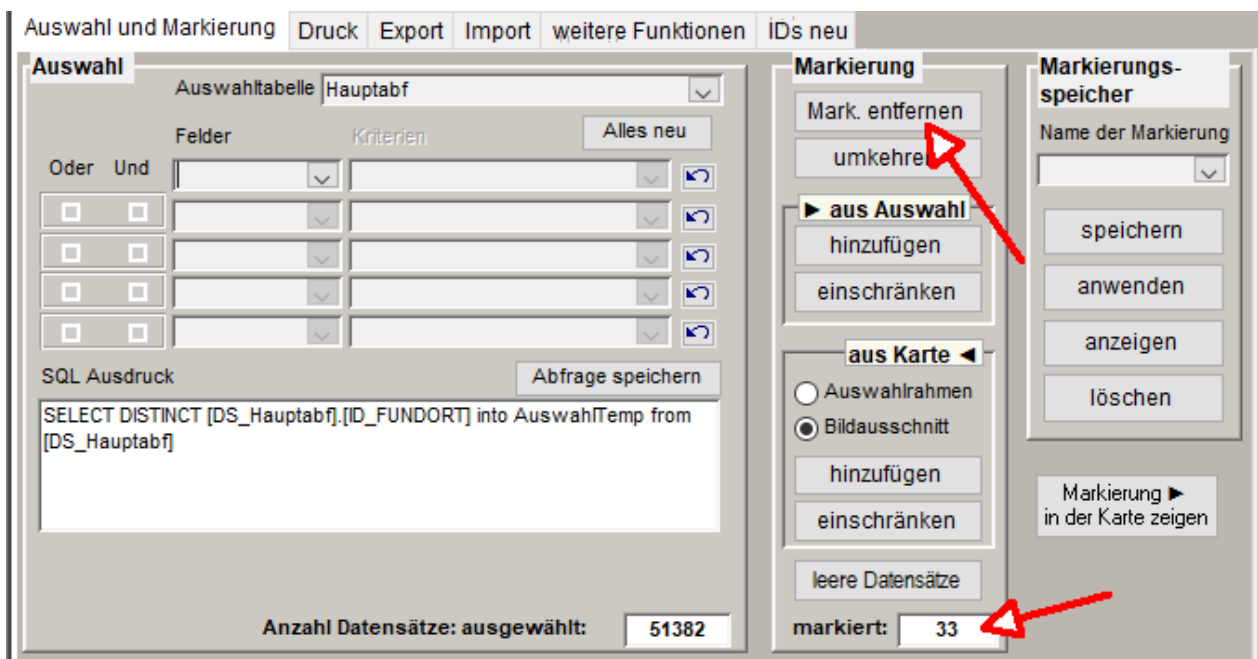 Auswahl und Markierung Druck Export Import weitere Funktionen IDs neu
Auswahl
Auswahltabelle Hauptabf
Felder Kriterien Alles neu
Oder Und
SQL Ausdruck Abfrage speichern
SELECT DISTINCT [DS_Hauptabf].[ID_FUNDORT] into AuswahlTemp from
[DS_Hauptabf]
Anzahl Datensätze: ausgewählt: 51382
Markierung
Mark. entfernen
umkehren
► aus Auswahl
hinzufügen
einschränken
aus Karte ◄
Auswahlrahmen
Bildausschnitt
hinzufügen
einschränken
leere Datensätze
markiert: 33
Markierungs-
speicher
Name der Markierung
speichern
anwenden
anzeigen
löschen
Markierung ►
in der Karte zeigen